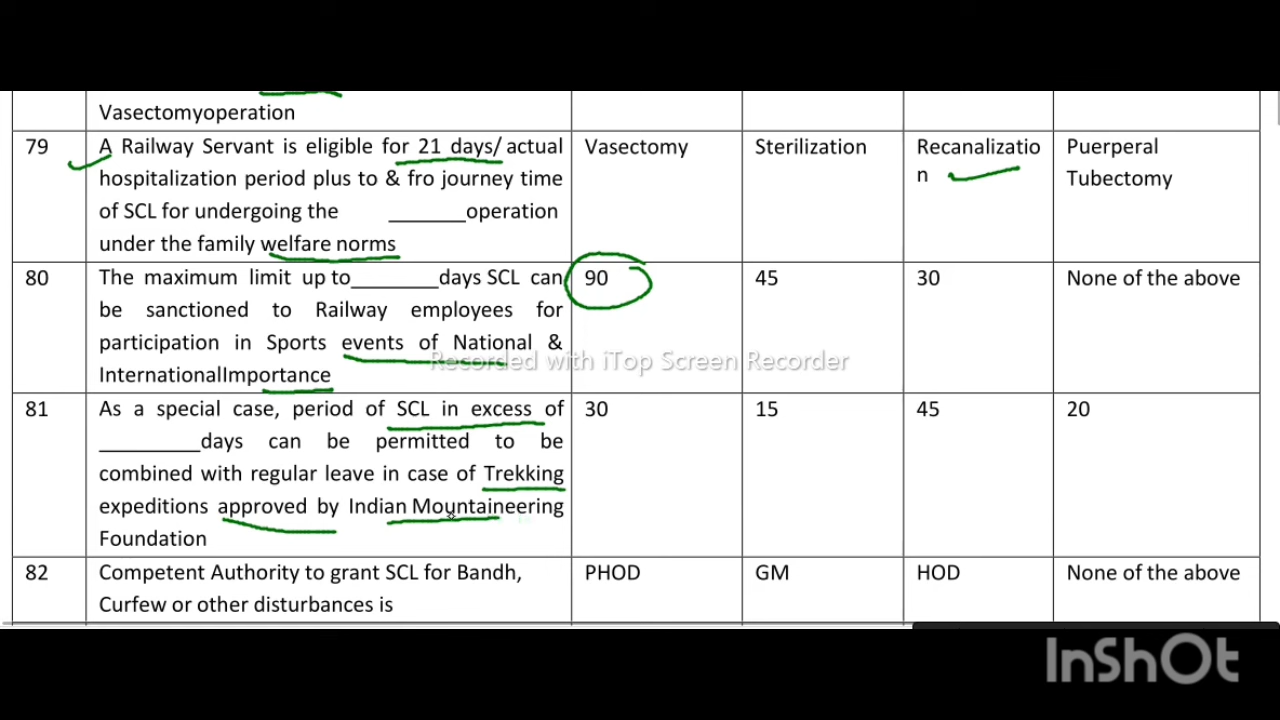 Vasectomyoperation
79 A Railway Servant is eligible for 21 days/ actual hospitalization period plus to & fro journey time of SCL for undergoing the _______operation under the family welfare norms Vasectomy Sterilization Recanalizatio
n Puerperal Tubectomy
80 The maximum limit up to________days SCL can be sanctioned to Railway employees for participation in Sports events of National & InternationalImportance 90 45 30 None of the above
Recorded with iTop Screen Recorder
81 As a special case, period of SCL in excess of _________days can be permitted to be combined with regular leave in case of Trekking expeditions approved by Indian Mountaineering Foundation 30 15 45 20
82 Competent Authority to grant SCL for Bandh, Curfew or other disturbances is PHOD GM HOD None of the above
InShOt